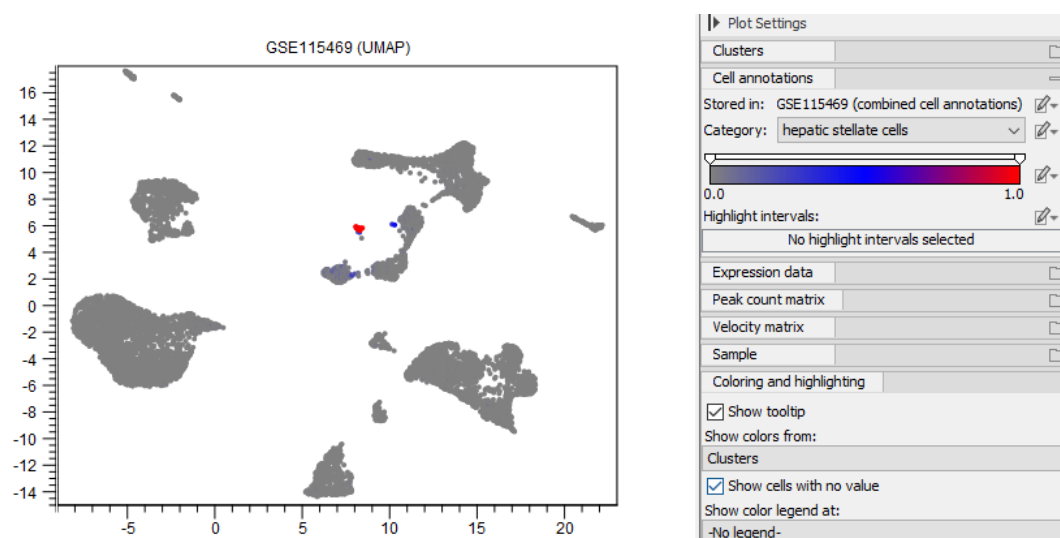 GSE115469 (UMAP)
16
14
12
10
8
6
4
2
0
-2
-4
-6
-8
-10
-12
-14
-5
0
5
10
15
20
Plot Settings
Clusters
Cell annotations
Stored in: GSE115469 (combined cell annotations)
Category: hepatic stellate cells
0.0 1.0
Highlight intervals:
No highlight intervals selected
Expression data
Peak count matrix
Velocity matrix
Sample
Coloring and highlighting
Show tooltip
Show colors from:
Clusters
Show cells with no value
Show color legend at:
-No legend-